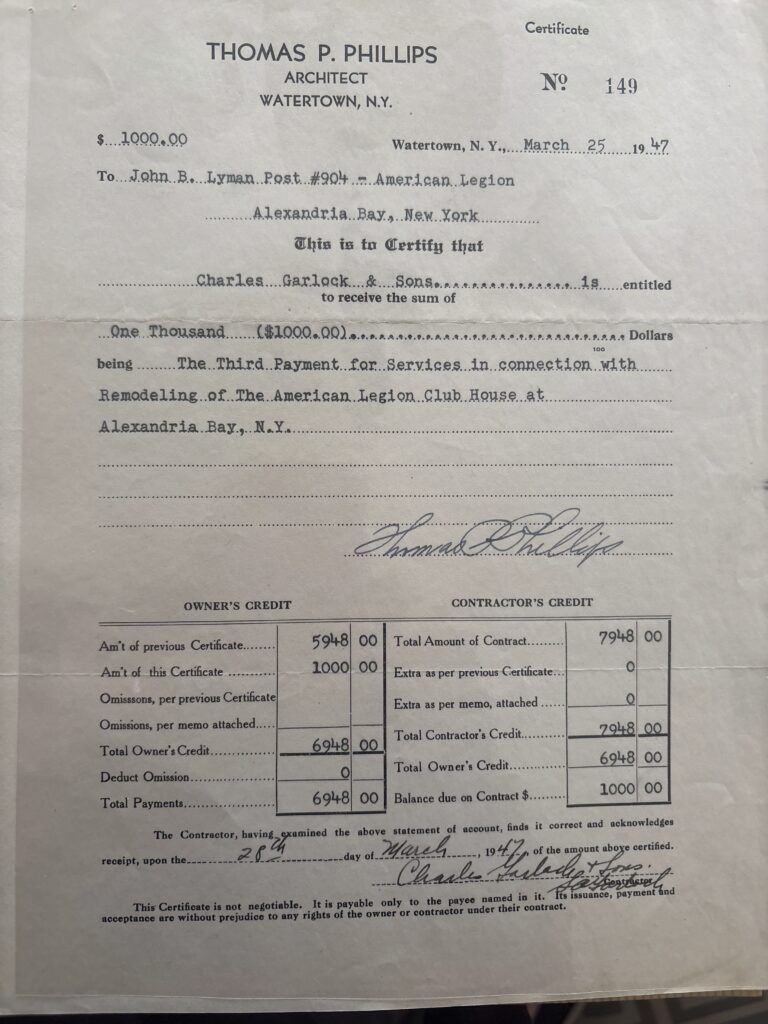 Certificate
THOMAS P. PHILLIPS
ARCHITECT
WATERTOWN, N.Y.
Nº 149
$ 1000.00
Watertown, N. Y., March 25 1947
To John B. Lyman Post #904 - American Legion
Alexandria Bay, New York
This is to Certify that
Charles Garlock & Sons................. is entitled
to receive the sum of
One Thousand ($1000.00)................................ Dollars
100
being The Third Payment for Services in connection with
Remodeling of The American Legion Club House at
Alexandria Bay, N.Y.
Thomas P. Phillips
OWNER'S CREDIT
Am't of previous Certificate........ 5948 00
Am't of this Certificate ............ 1000 00
Omisssons, per previous Certificate
Omissions, per memo attached.....
Total Owner's Credit................ 6948 00
Deduct Omission..................... 0
Total Payments...................... 6948 00
CONTRACTOR'S CREDIT
Total Amount of Contract......... 7948 00
Extra as per previous Certificate... 0
Extra as per memo, attached ...... 0
Total Contractor's Credit.......... 7948 00
Total Owner's Credit.............. 6948 00
Balance due on Contract $......... 1000 00
The Contractor, having examined the above statement of account, finds it correct and acknowledges
receipt, upon the 28th day of March, 1947, of the amount above certified.
Charles Garlock & Sons.
Contractor
This Certificate is not negotiable. It is payable only to the payee named in it. Its issuance, payment and
acceptance are without prejudice to any rights of the owner or contractor under their contract.